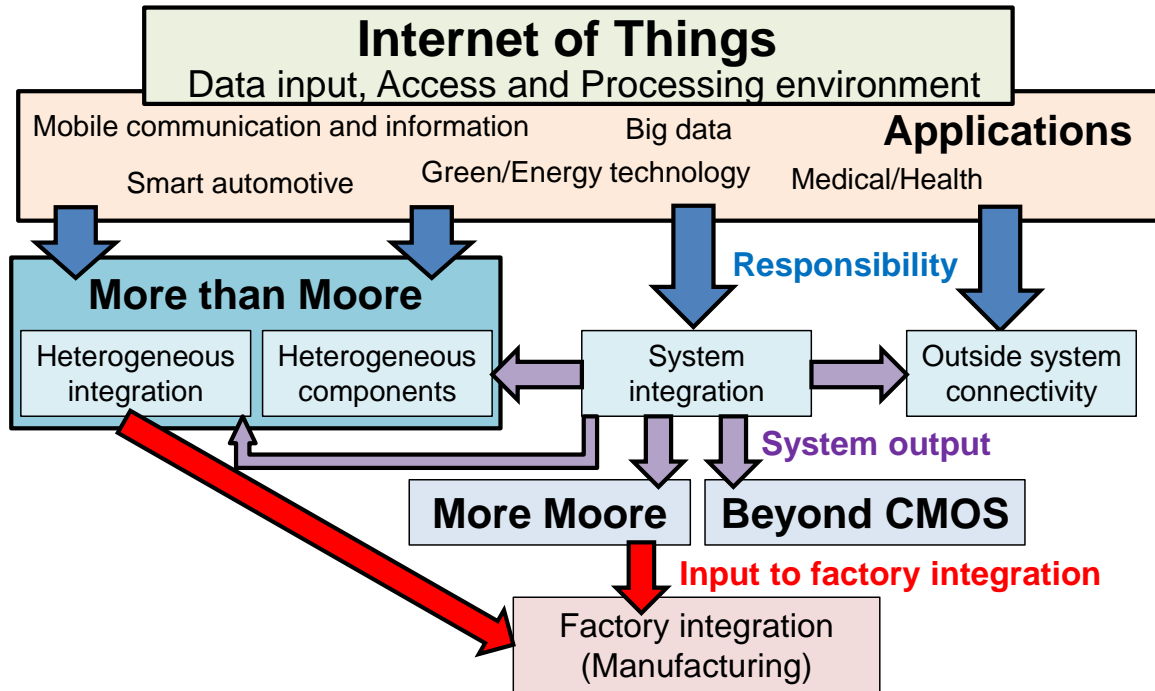 Internet of Things
Data input, Access and Processing environment
Mobile communication and information
Big data
Applications
Smart automotive
Green/Energy technology
Medical/Health
Responsibility
More than Moore
Heterogeneous
integration
Heterogeneous
components
System
integration
Outside system
connectivity
System output
More Moore
Beyond CMOS
Input to factory integration
Factory integration
(Manufacturing)